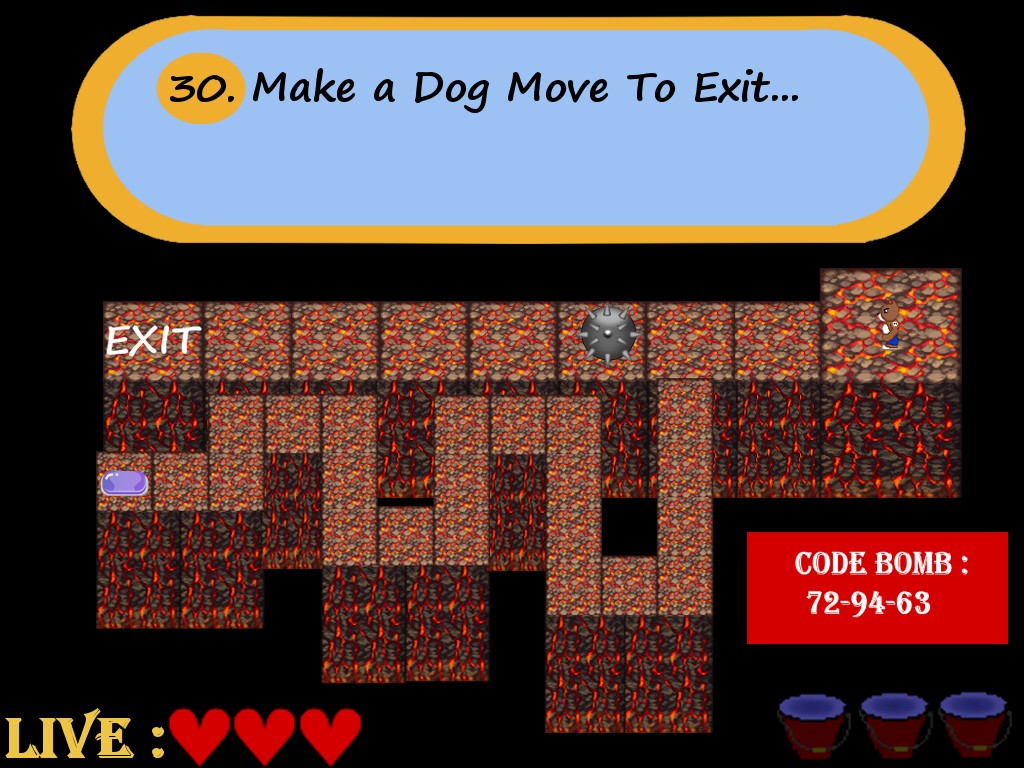 30. Make a Dog Move To Exit...
EXIT
CODE BOMB :
72-94-63
LIVE :